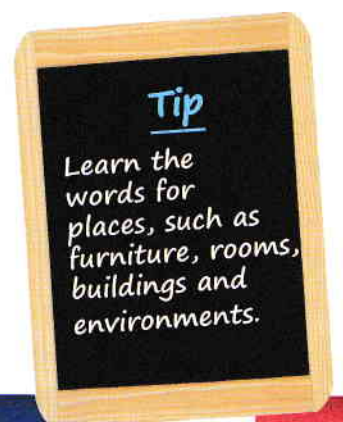 Tip
Learn the
words for
places, such as
furniture, rooms,
buildings and
environments.